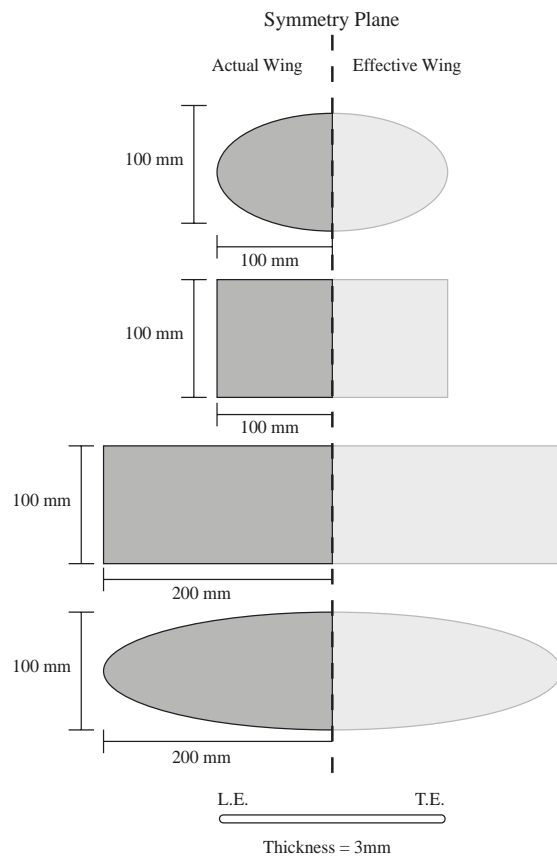 Symmetry Plane
Actual Wing
Effective Wing
100 mm
100 mm
100 mm
100 mm
100 mm
200 mm
100 mm
200 mm
L.E.
T.E.
Thickness = 3mm